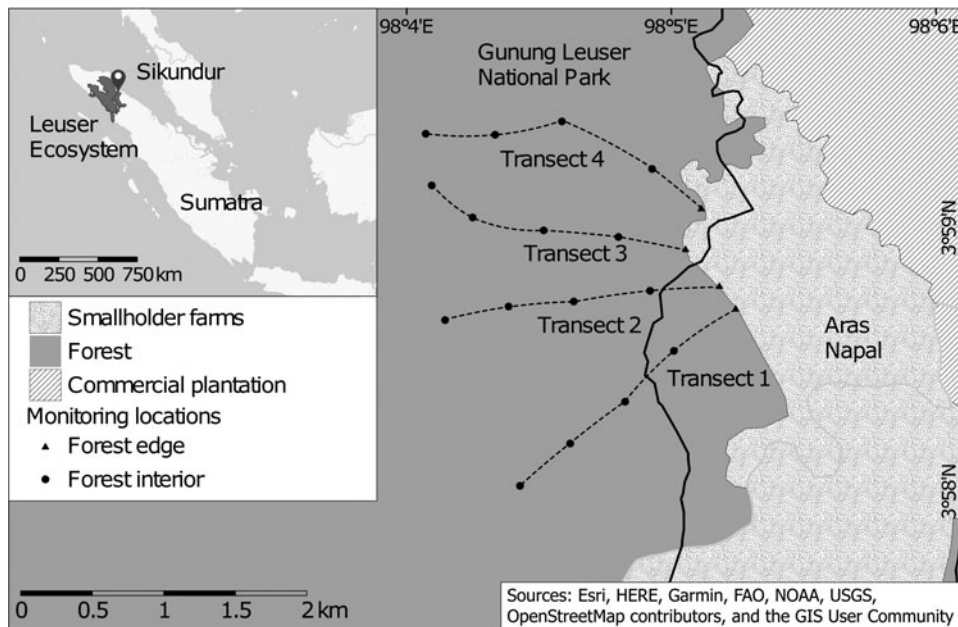 98°4'E
98°5'E
98°6'E
Gunung Leuser
National Park
Sikundur
Leuser
Ecosystem
Sumatra
0 250 500 750 km
Transect 4
Transect 3
Transect 2
Transect 1
3°59'N
Aras
Napal
3°58'N
Smallholder farms
Forest
Commercial plantation
Monitoring locations
Forest edge
Forest interior
0 0.5 1 1.5 2 km
Sources: Esri, HERE, Garmin, FAO, NOAA, USGS,
OpenStreetMap contributors, and the GIS User Community